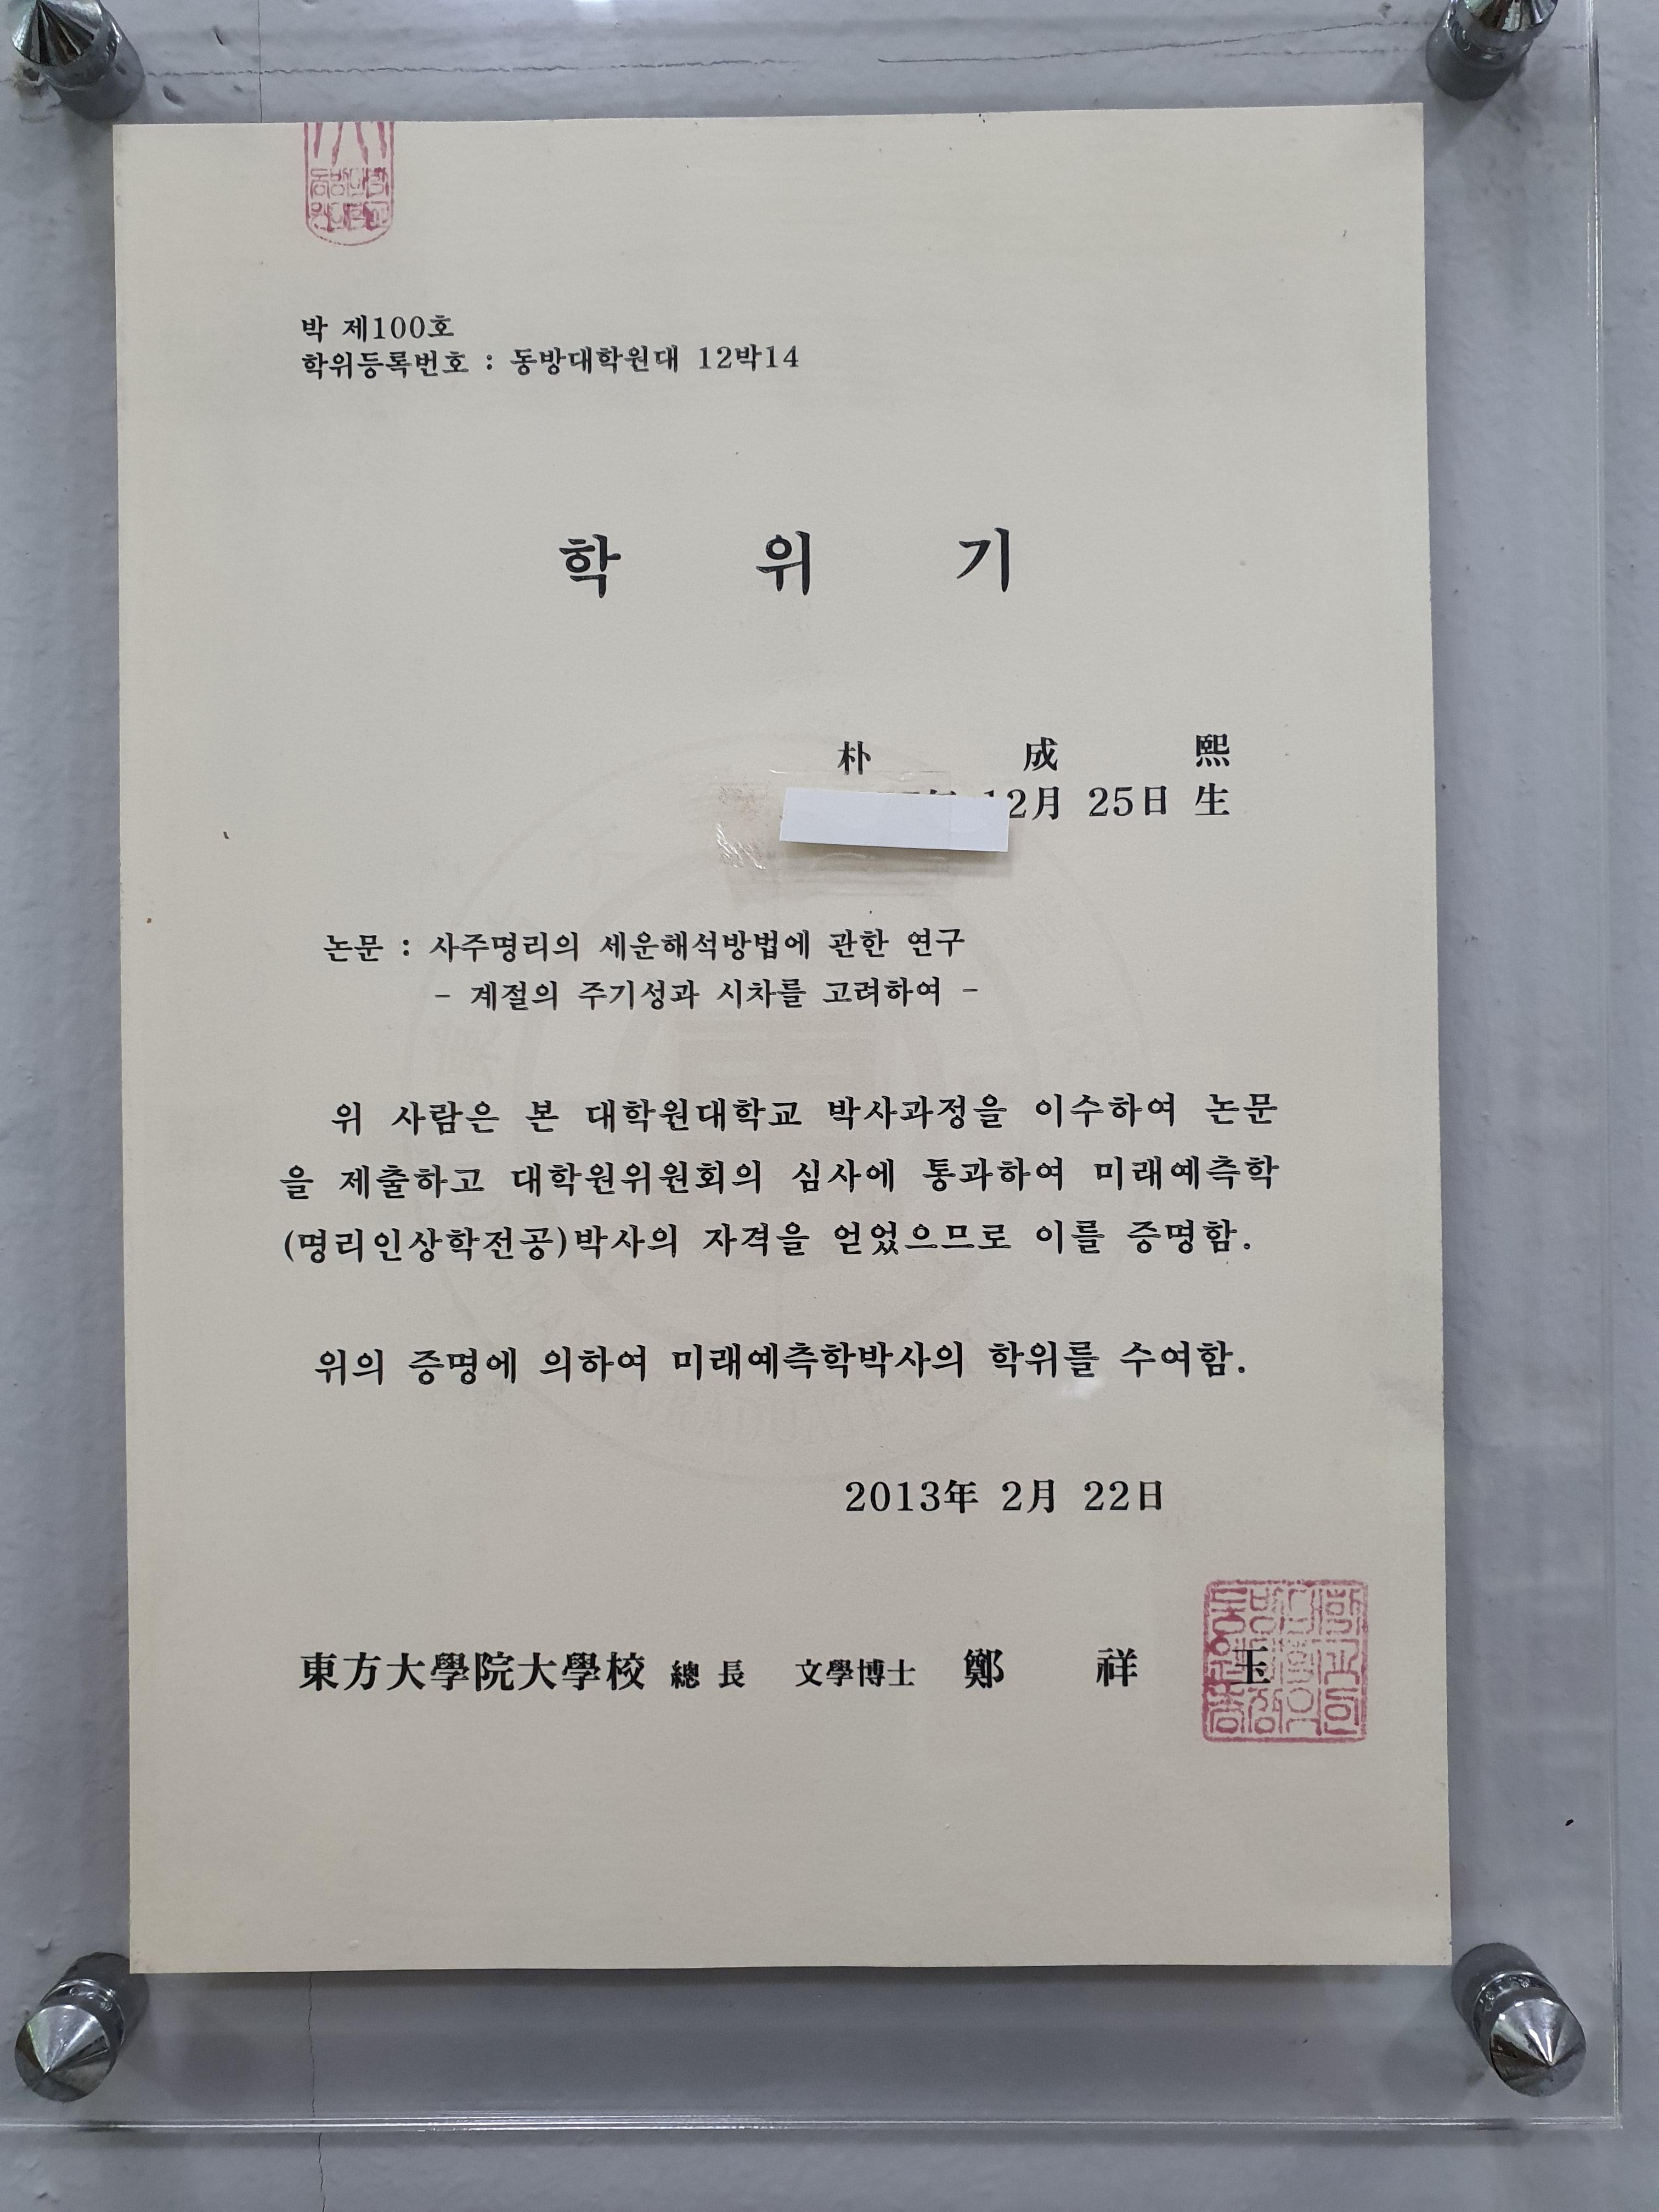 박 제100호
학위등록번호 : 동방대학원대 12박14
학 위 기
朴 成 熙
12月 25日 生
논문 : 사주명리의 세운해석방법에 관한 연구
- 계절의 주기성과 시차를 고려하여 -
위 사람은 본 대학원대학교 박사과정을 이수하여 논문
을 제출하고 대학원위원회의 심사에 통과하여 미래예측학
(명리인상학전공)박사의 자격을 얻었으므로 이를 증명함.
위의 증명에 의하여 미래예측학박사의 학위를 수여함.
2013年 2月 22日
東方大學院大學校 總 長 文學博士 鄭 祥 玉